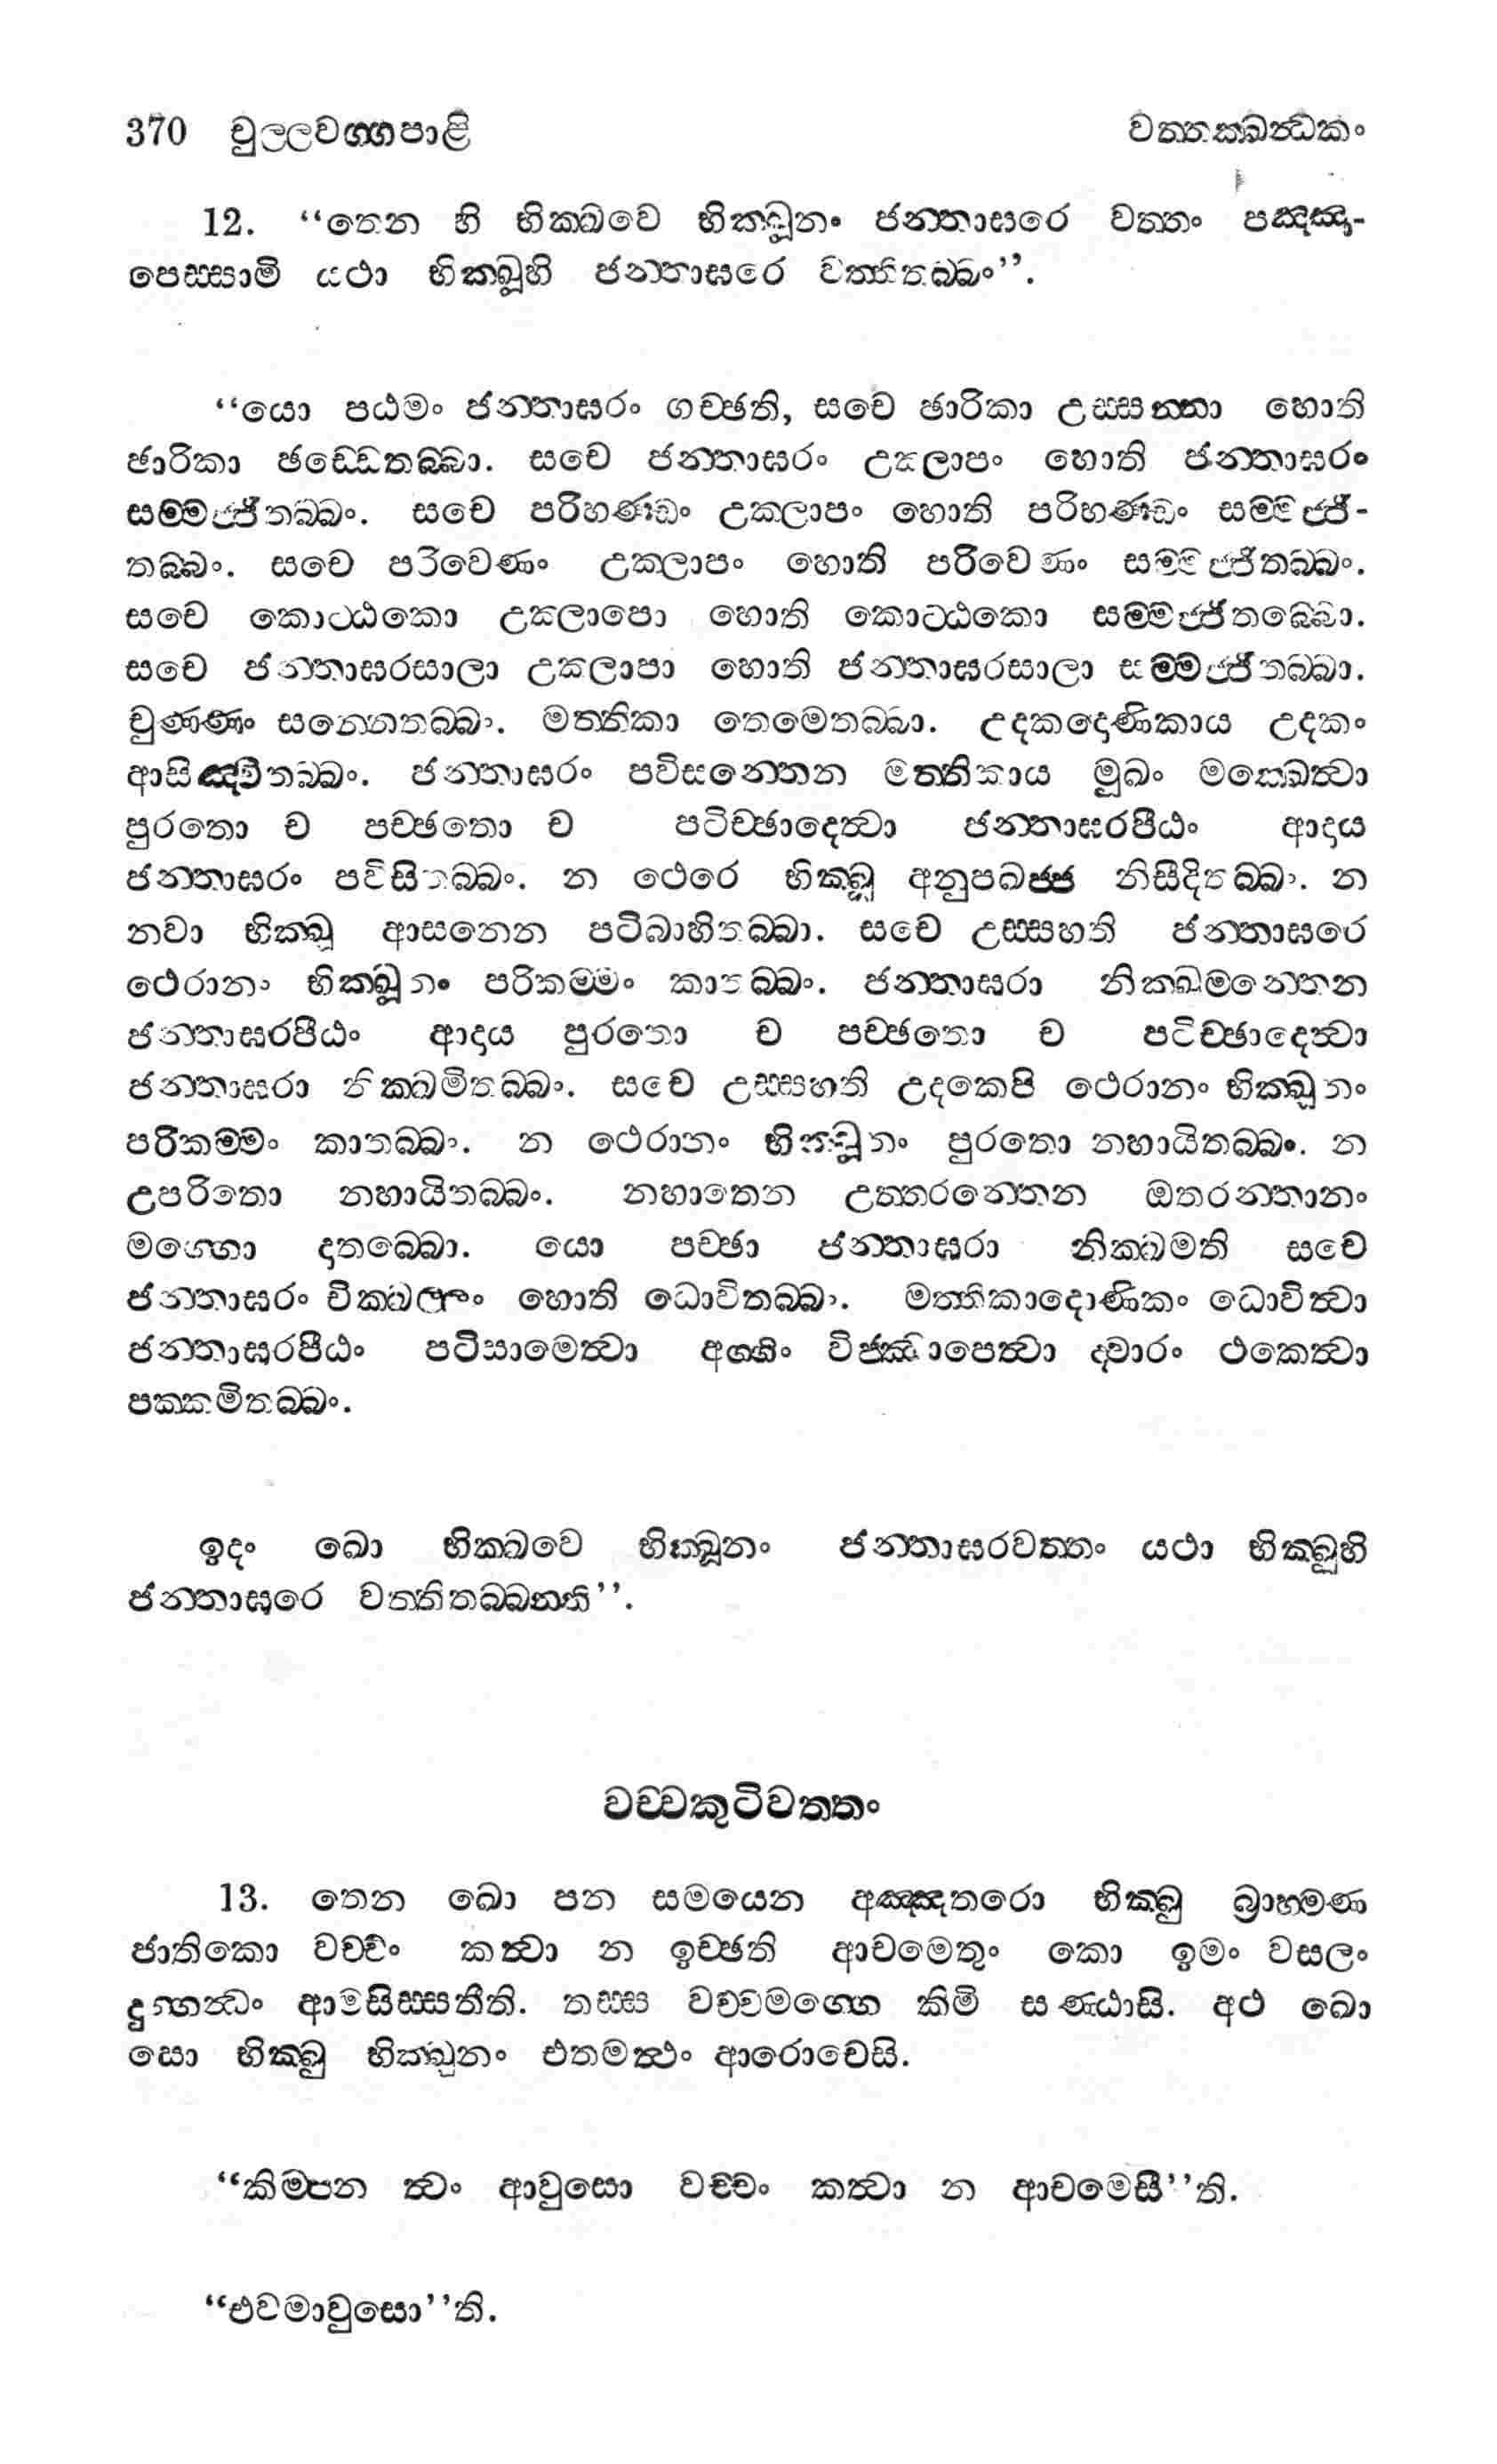 370 චුල්ලවග්ගපාළි වත්තක්ඛන්ධකං
12. “තෙන හි භික්ඛවෙ භික්ඛූනං ජන්තාඝරෙ වත්තං පඤ්ඤ-
පෙස්සාමි යථා භික්ඛූහි ජන්තාඝරෙ වත්තිතබ්බං”.
“යො පඨමං ජන්තාඝරං ගච්ඡති, සචෙ ඡාරිකා උස්සන්නා හොති
ඡාරිකා ඡඩ්ඩෙතබ්බා. සචෙ ජන්තාඝරං උක්ලාපං හොති ජන්තාඝරං
සම්මජ්ජිතබ්බං. සචෙ පරිභණ්ඩං උක්ලාපං හොති පරිභණ්ඩං සම්මජ්ජි-
තබ්බං. සචෙ පරිවෙණං උක්ලාපං හොති පරිවෙණං සම්මජ්ජිතබ්බං.
සචෙ කොට්ඨකො උක්ලාපො හොති කොට්ඨකො සම්මජ්ජිතබ්බො.
සචෙ ජන්තාඝරසාලා උක්ලාපා හොති ජන්තාඝරසාලා සම්මජ්ජිතබ්බා.
චුණ්ණං සන්නෙතබ්බං. මත්තිකා තෙමෙතබ්බා. උදකදොණිකාය උදකං
ආසිඤ්චිතබ්බං. ජන්තාඝරං පවිසන්තෙන මත්තිකාය මුඛං මක්ඛෙත්වා
පුරතො ච පච්ඡතො ච පටිච්ඡාදෙත්වා ජන්තාඝරපීඨං ආදාය
ජන්තාඝරං පවිසිතබ්බං. න ථෙරෙ භික්ඛූ අනුපඛජ්ජ නිසීදිතබ්බං. න
නවා භික්ඛූ ආසනෙන පටිබාහිතබ්බා. සචෙ උස්සහති ජන්තාඝරෙ
ථෙරානං භික්ඛූනං පරිකම්මං කාතබ්බං. ජන්තාඝරා නික්ඛමන්තෙන
ජන්තාඝරපීඨං ආදාය පුරතො ච පච්ඡතො ච පටිච්ඡාදෙත්වා
ජන්තාඝරා නික්ඛමිතබ්බං. සචෙ උස්සහති උදකෙපි ථෙරානං භික්ඛූනං
පරිකම්මං කාතබ්බං. න ථෙරානං භික්ඛූනං පුරතො නහායිතබ්බං. න
උපරිතො නහායිතබ්බං. නහාතෙන උත්තරන්තෙන ඔතරන්තානං
මග්ගො දාතබ්බො. යො පච්ඡා ජන්තාඝරා නික්ඛමති සචෙ
ජන්තාඝරං චික්ඛල්ලං හොති ධොවිතබ්බං. මත්තිකාදොණිකං ධොවිත්වා
ජන්තාඝරපීඨං පටිසාමෙත්වා අග්ගිං විජ්ඣාපෙත්වා ද්වාරං ථකෙත්වා
පක්කමිතබ්බං.
ඉදං ඛො භික්ඛවෙ භික්ඛූනං ජන්තාඝරවත්තං යථා භික්ඛූහි
ජන්තාඝරෙ වත්තිතබ්බන්ති”.
වච්චකුටිවත්තං
13. තෙන ඛො පන සමයෙන අඤ්ඤතරො භික්ඛු බ්‍රාහ්මණ
ජාතිකො වච්චං කත්වා න ඉච්ඡති ආචමෙතුං කො ඉමං වසලං
දුග්ගන්ධං ආමසිස්සතීති. තස්ස වච්චමග්ගෙ කිමි සණ්ඨාසි. අථ ඛො
සො භික්ඛු භික්ඛුනං එතමත්ථං ආරොචෙසි.
“කිම්පන ත්වං ආවුසො වච්චං කත්වා න ආචමෙසී”ති.
“එවමාවුසො”ති.